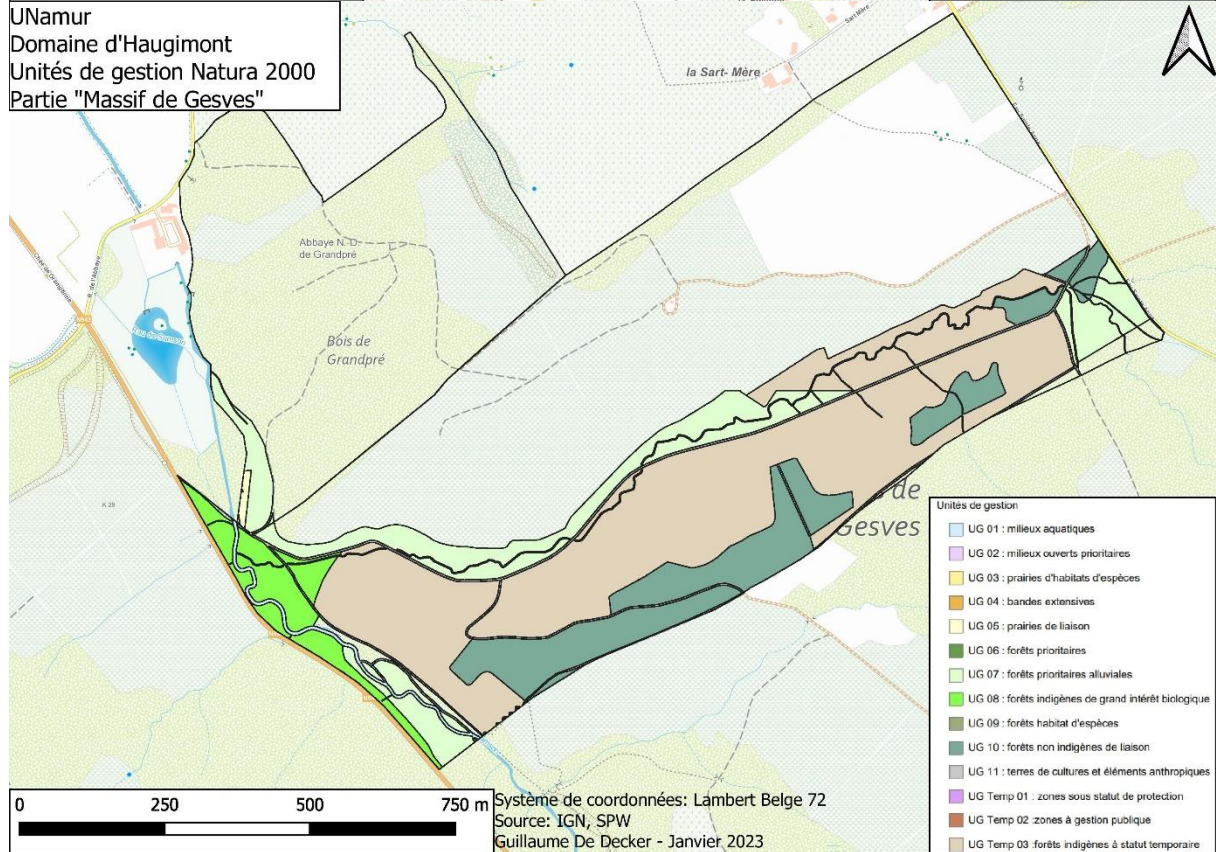 UNamur
Domaine d'Haugimont
Unités de gestion Natura 2000
Partie "Massif de Gesves"
la Sart- Mère
Sart Mère
Abbaye N.-D.
de Grandpré
Bois de
Grandpré
de l'Abbaye
K 28
de
Gesves
Unités de gestion
UG 01 : milieux aquatiques
UG 02 : milieux ouverts prioritaires
UG 03 : prairies d'habitats d'espèces
UG 04 : bandes extensives
UG 05 : prairies de liaison
UG 06 : forêts prioritaires
UG 07 : forêts prioritaires alluviales
UG 08 : forêts indigènes de grand intérêt biologique
UG 09 : forêts habitat d'espèces
UG 10 : forêts non indigènes de liaison
UG 11 : terres de cultures et éléments anthropiques
UG Temp 01 : zones sous statut de protection
UG Temp 02 :zones à gestion publique
UG Temp 03 :forêts indigènes à statut temporaire
0 250 500 750 m
Système de coordonnées: Lambert Belge 72
Source: IGN, SPW
Guillaume De Decker - Janvier 2023